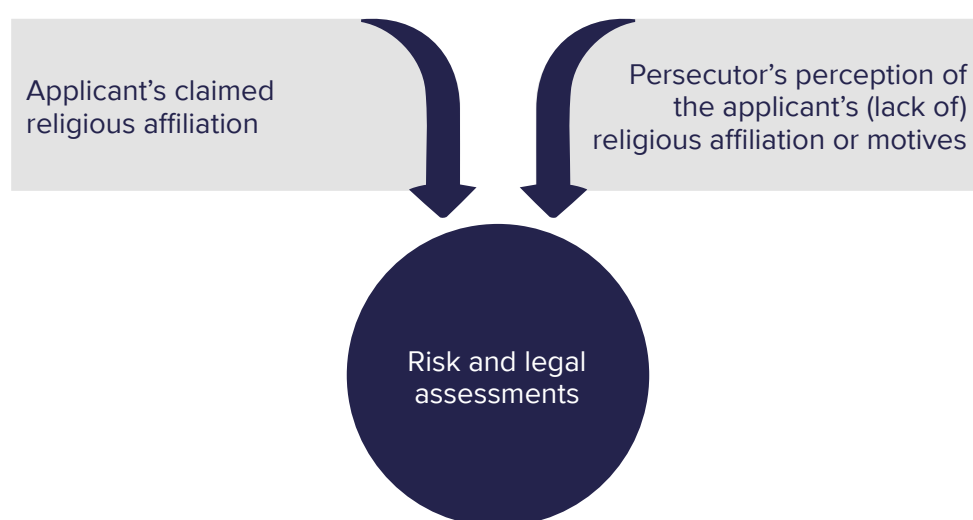 Applicant’s claimed
religious affiliation
Persecutor’s perception of
the applicant’s (lack of)
religious affiliation or motives
Risk and legal
assessments